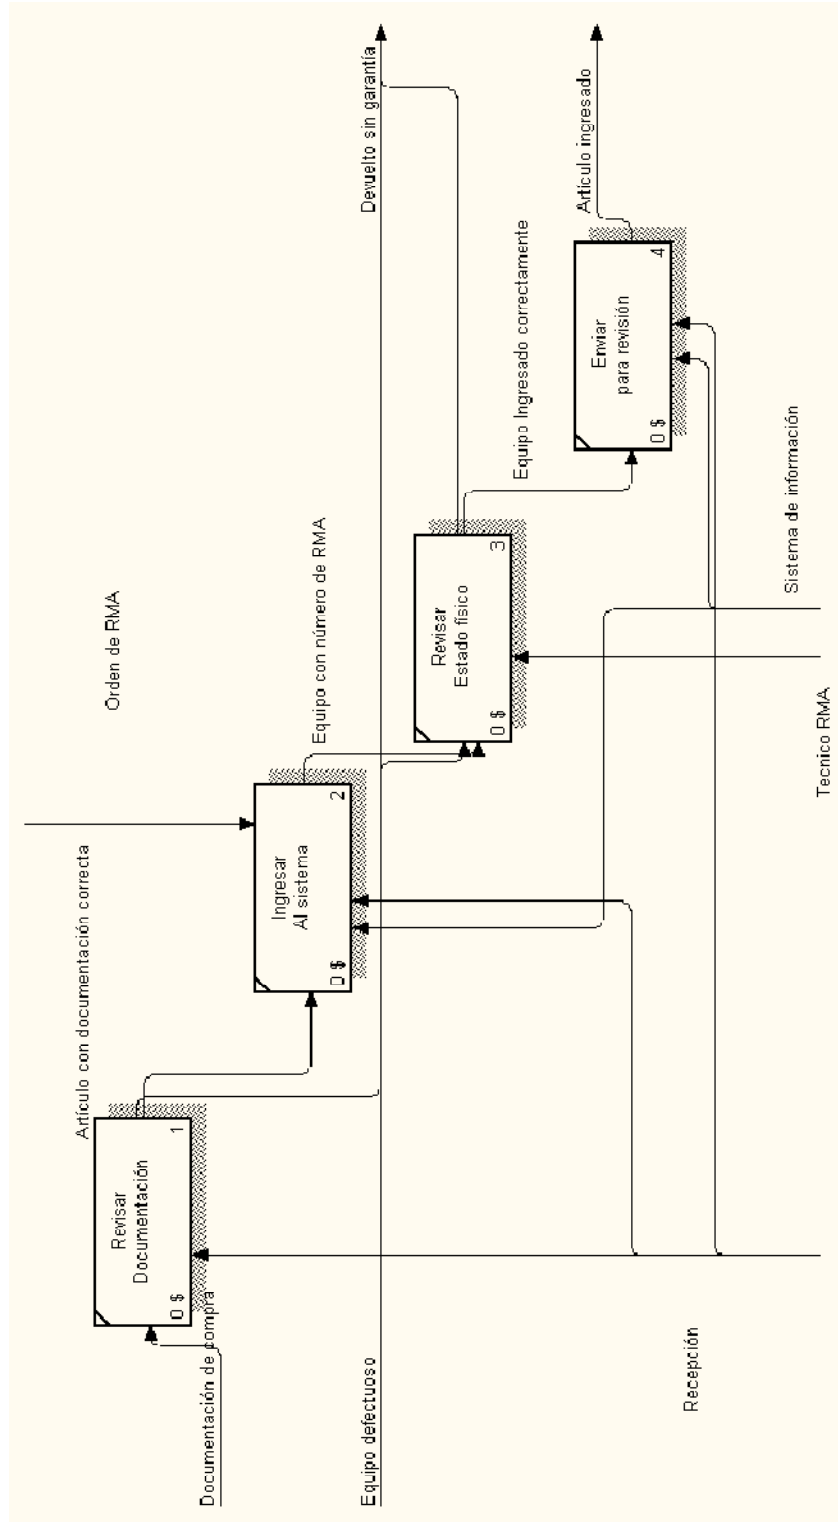 Orden de RMA
Artículo con documentación correcta
Revisar
Documentación
0 $
1
Documentación de compra
Ingresar
Al sistema
0 $
2
Equipo con número de RMA
Equipo defectuoso
Devuelto sin garantía
Revisar
Estado físico
0 $
3
Equipo Ingresado correctamente
Enviar
para revisión
0 $
4
Artículo ingresado
Recepción
Tecnico RMA
Sistema de información